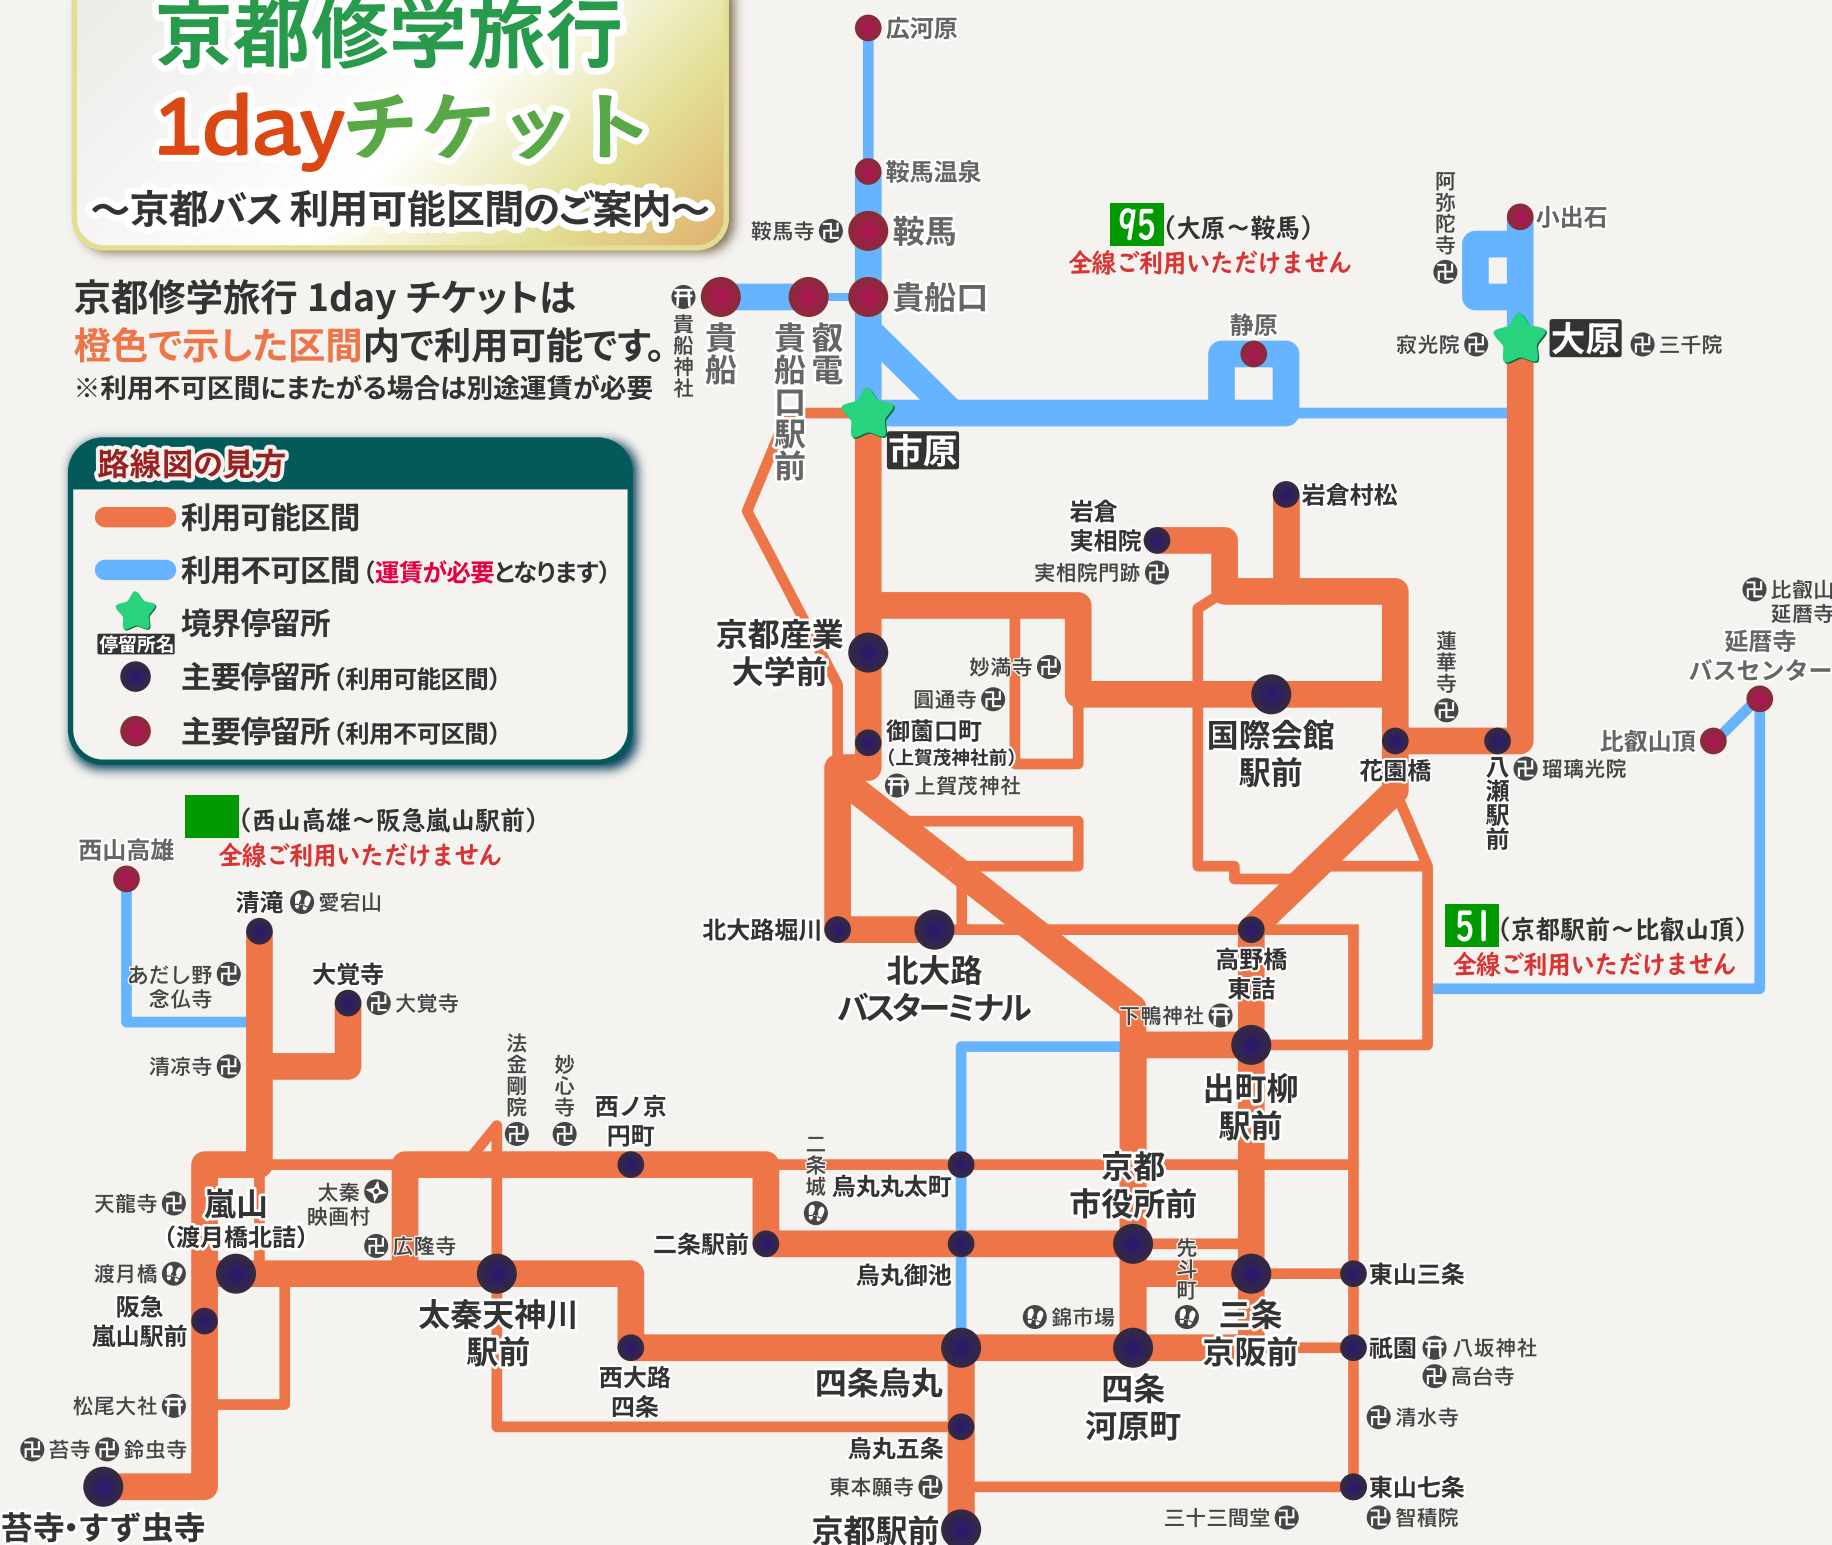 京都修学旅行
1dayチケット
～京都バス 利用可能区間のご案内～
京都修学旅行 1day チケットは
橙色で示した区間内で利用可能です。
※利用不可区間にまたがる場合は別途運賃が必要
路線図の見方
利用可能区間
利用不可区間（運賃が必要となります）
停留所名
境界停留所
主要停留所（利用可能区間）
主要停留所（利用不可区間）
広河原
鞍馬温泉
鞍馬寺
鞍馬
貴船口
貴船
貴船神社
叡電
貴船口駅前
市原
95（大原～鞍馬）
全線ご利用いただけません
静原
阿弥陀寺
小出石
寂光院
大原
三千院
岩倉
実相院
実相院門跡
岩倉村松
比叡山
延暦寺
延暦寺
バスセンター
比叡山頂
京都産業
大学前
妙満寺
圓通寺
御薗口町
（上賀茂神社前）
上賀茂神社
国際会館
駅前
蓮華寺
花園橋
八瀬駅前
瑠璃光院
（西山高雄～阪急嵐山駅前）
全線ご利用いただけません
西山高雄
清滝
愛宕山
あだし野
念仏寺
大覚寺
大覚寺
清凉寺
北大路堀川
北大路
バスターミナル
高野橋
東詰
51（京都駅前～比叡山頂）
全線ご利用いただけません
下鴨神社
出町柳
駅前
法金剛院
妙心寺
西ノ京
円町
二条城
烏丸丸太町
京都
市役所前
天龍寺
嵐山
（渡月橋北詰）
太秦
映画村
広隆寺
二条駅前
烏丸御池
先斗町
渡月橋
阪急
嵐山駅前
太秦天神川
駅前
錦市場
三条
京阪前
東山三条
西大路
四条
四条烏丸
四条
河原町
祇園
八坂神社
高台寺
清水寺
松尾大社
苔寺
鈴虫寺
苔寺・すず虫寺
烏丸五条
東本願寺
京都駅前
三十三間堂
東山七条
智積院